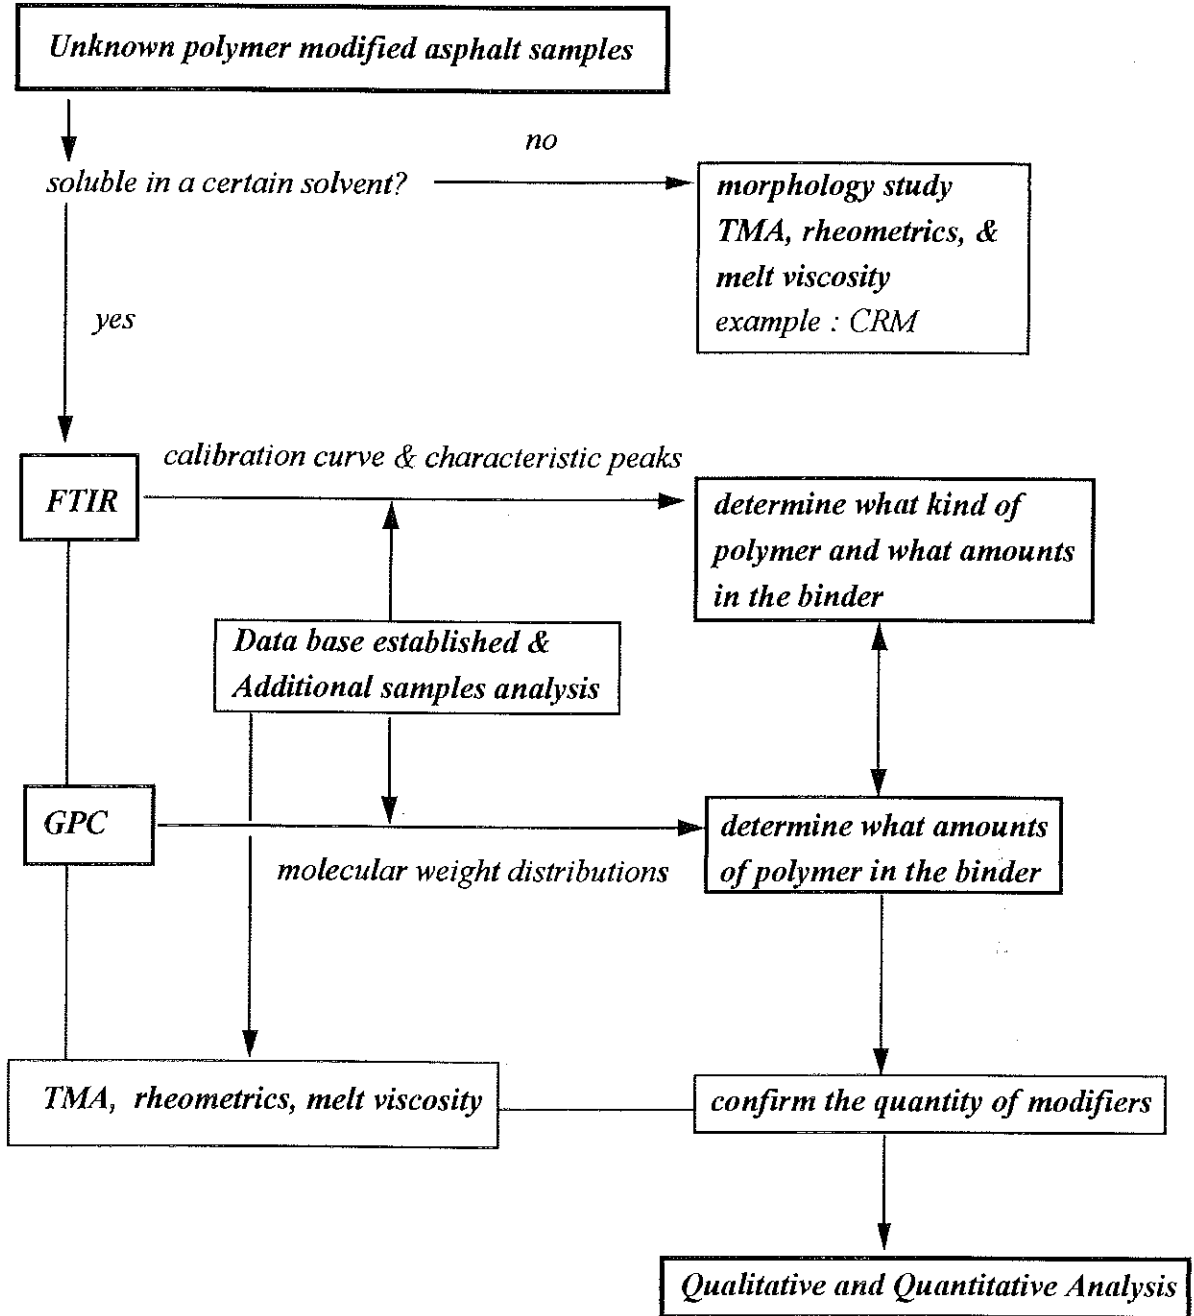 Unknown polymer modified asphalt samples
no
soluble in a certain solvent?
morphology study
TMA, rheometrics, &
melt viscosity
example : CRM
yes
calibration curve & characteristic peaks
FTIR
determine what kind of
polymer and what amounts
in the binder
Data base established &
Additional samples analysis
GPC
determine what amounts
of polymer in the binder
molecular weight distributions
TMA, rheometrics, melt viscosity
confirm the quantity of modifiers
Qualitative and Quantitative Analysis